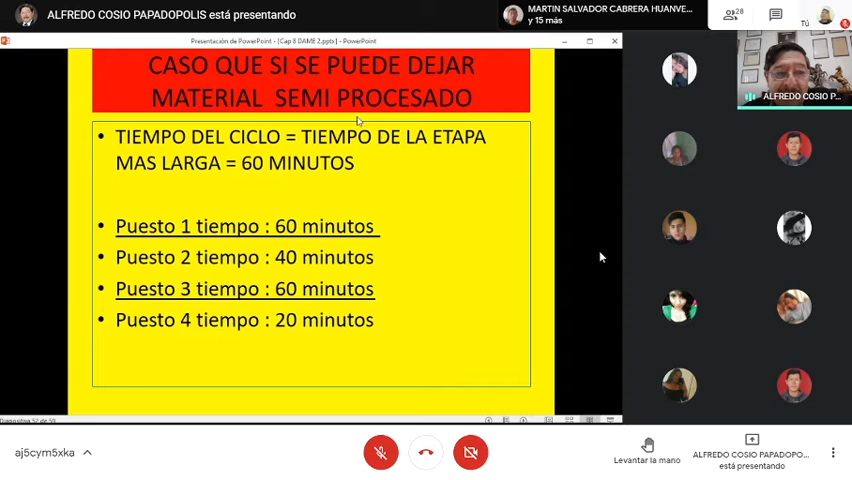 ALFREDO COSIO PAPADOPOLIS está presentando
MARTIN SALVADOR CABRERA HUANVE...
y 15 más
28
Tú
Presentación de PowerPoint - [Cap 8 DAME 2.pptx] - PowerPoint
CASO QUE SI SE PUEDE DEJAR
MATERIAL SEMI PROCESADO
ALFREDO COSIO P...
• TIEMPO DEL CICLO = TIEMPO DE LA ETAPA
MAS LARGA = 60 MINUTOS
• Puesto 1 tiempo : 60 minutos
• Puesto 2 tiempo : 40 minutos
• Puesto 3 tiempo : 60 minutos
• Puesto 4 tiempo : 20 minutos
aj5cym5xka
Levantar la mano
ALFREDO COSIO PAPADOPO...
está presentando